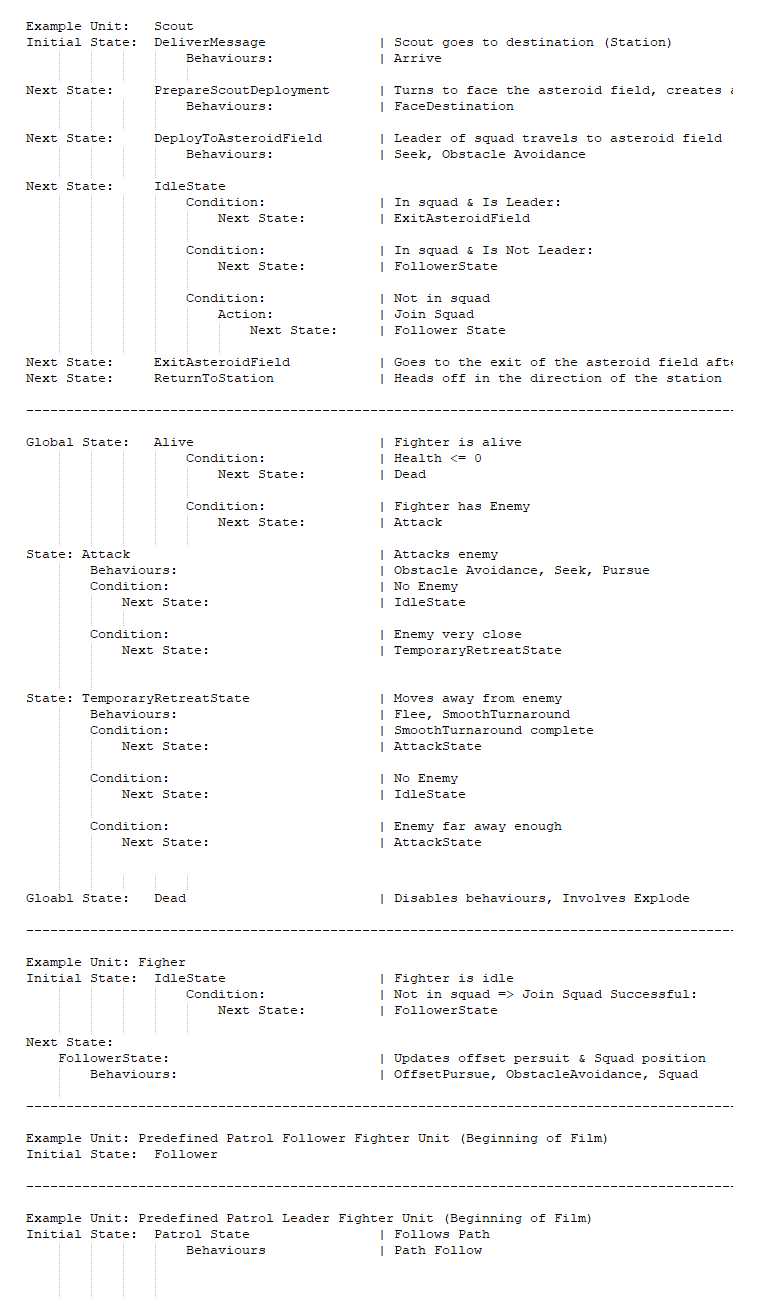 Example Unit:   Scout
Initial State:  DeliverMessage              | Scout goes to destination (Station)
                    Behaviours:             | Arrive
Next State:     PrepareScoutDeployment      | Turns to face the asteroid field, creates
                    Behaviours:             | FaceDestination
Next State:     DeployToAsteroidField       | Leader of squad travels to asteroid field
                    Behaviours:             | Seek, Obstacle Avoidance
Next State:     IdleState
                    Condition:              | In squad & Is Leader:
                        Next State:         | ExitAsteroidField
                    Condition:              | In squad & Is Not Leader:
                        Next State:         | FollowerState
                    Condition:              | Not in squad
                        Action:             | Join Squad
                            Next State:     | Follower State
Next State:     ExitAsteroidField           | Goes to the exit of the asteroid field
Next State:     ReturnToStation             | Heads off in the direction of the station
----------------------------------------------------------------------------------------
Global State:   Alive                       | Fighter is alive
                    Condition:              | Health <= 0
                        Next State:         | Dead
                    Condition:              | Fighter has Enemy
                        Next State:         | Attack
State: Attack                               | Attacks enemy
        Behaviours:                         | Obstacle Avoidance, Seek, Pursue
        Condition:                          | No Enemy
            Next State:                     | IdleState
        Condition:                          | Enemy very close
            Next State:                     | TemporaryRetreatState
State: TemporaryRetreatState                | Moves away from enemy
        Behaviours:                         | Flee, SmoothTurnaround
        Condition:                          | SmoothTurnaround complete
            Next State:                     | AttackState
        Condition:                          | No Enemy
            Next State:                     | IdleState
        Condition:                          | Enemy far away enough
            Next State:                     | AttackState
Gloabl State:   Dead                        | Disables behaviours, Involves Explode
----------------------------------------------------------------------------------------
Example Unit: Figher
Initial State:  IdleState                   | Fighter is idle
                    Condition:              | Not in squad => Join Squad Successful:
                        Next State:         | FollowerState
Next State:
    FollowerState:                          | Updates offset persuit & Squad position
        Behaviours:                         | OffsetPursue, ObstacleAvoidance, Squad
----------------------------------------------------------------------------------------
Example Unit: Predefined Patrol Follower Fighter Unit (Beginning of Film)
Initial State:  Follower
----------------------------------------------------------------------------------------
Example Unit: Predefined Patrol Leader Fighter Unit (Beginning of Film)
Initial State:  Patrol State                | Follows Path
                    Behaviours              | Path Follow